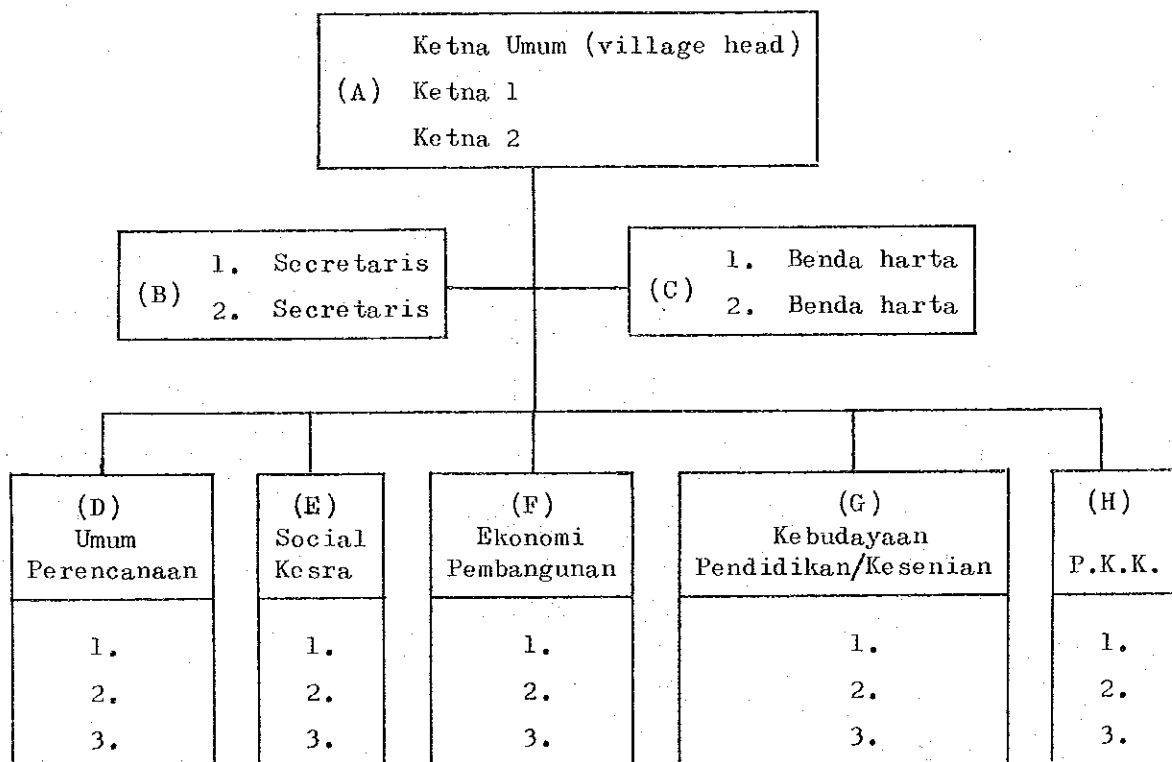 Ketna Umum (village head)
(A) Ketna 1
Ketna 2
1. Secretaris
(B)
2. Secretaris
1. Benda harta
(C)
2. Benda harta
(D)
Umum
Perencanaan
1.
2.
3.
(E)
Social
Kesra
1.
2.
3.
(F)
Ekonomi
Pembangunan
1.
2.
3.
(G)
Kebudayaan
Pendidikan/Kesenian
1.
2.
3.
(H)
P.K.K.
1.
2.
3.